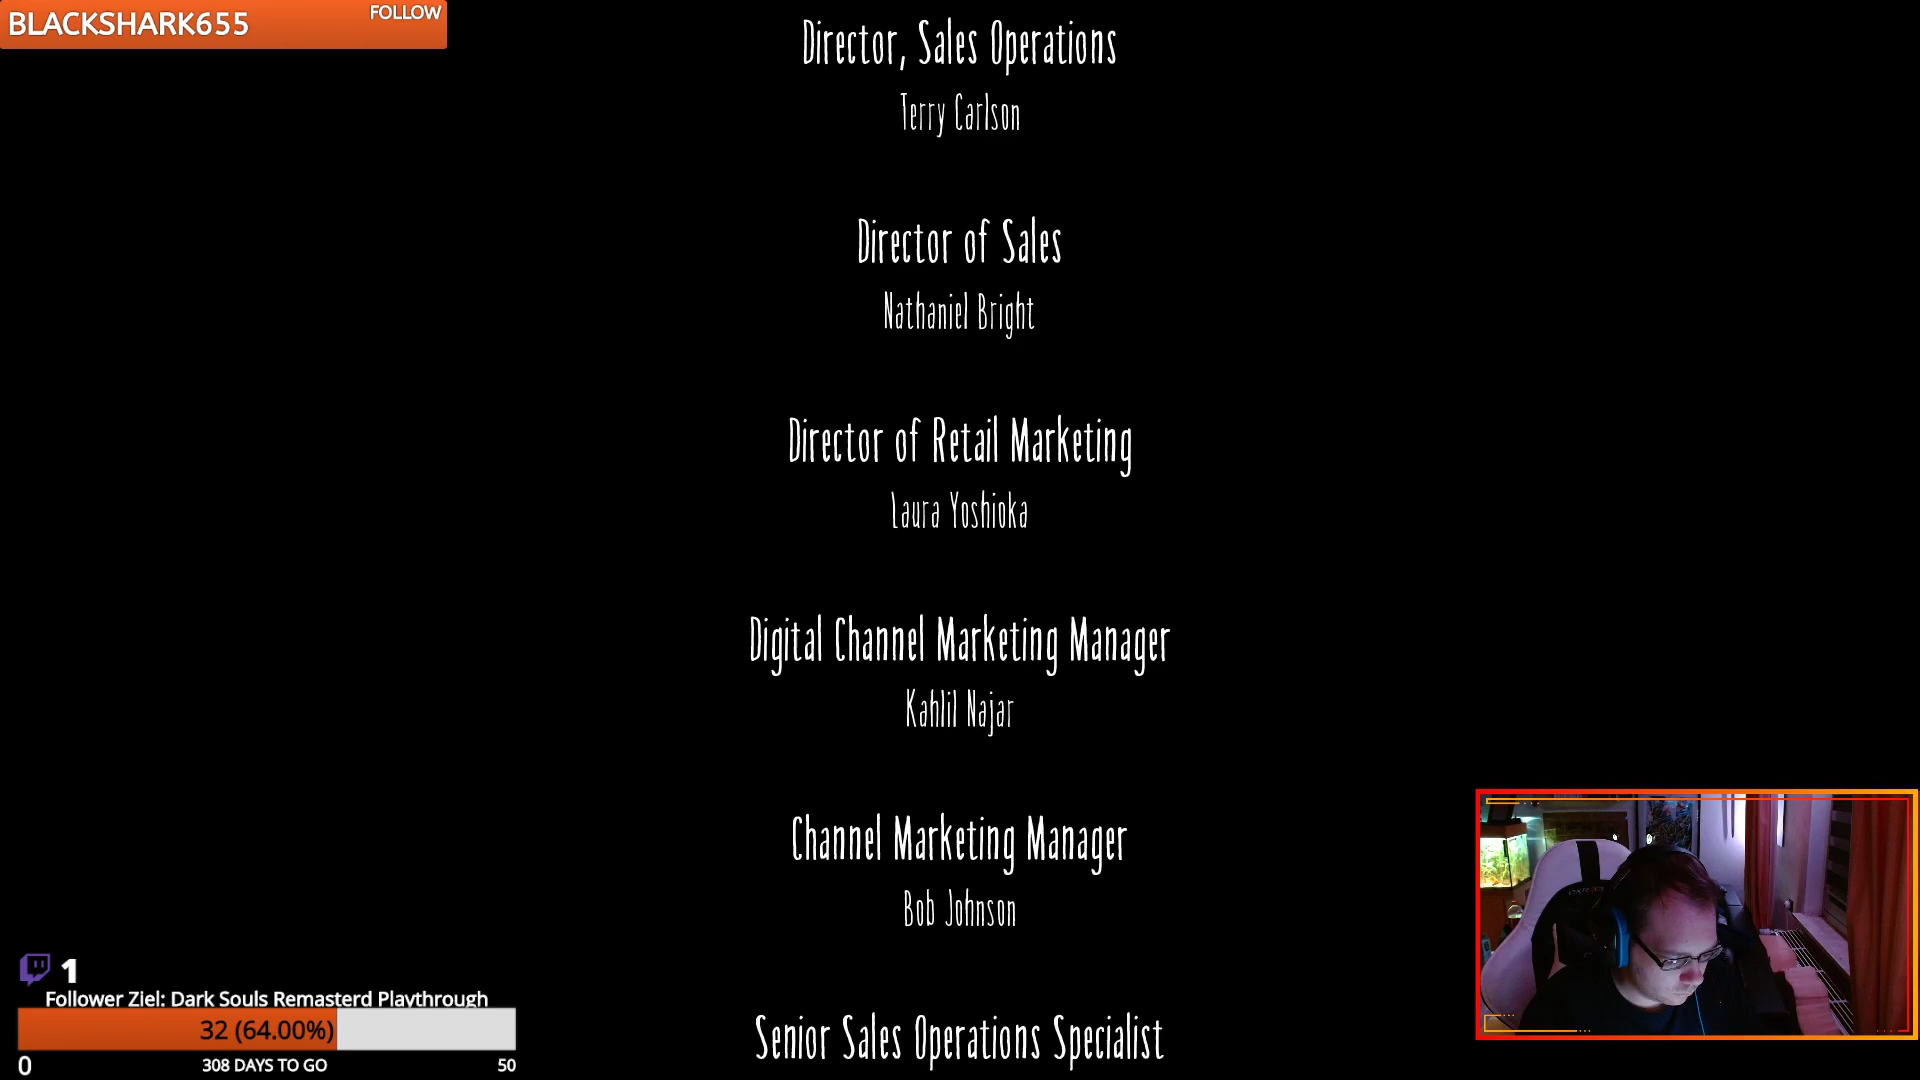 BLACKSHARK655
FOLLOW
Director, Sales Operations
Terry Carlson
Director of Sales
Nathaniel Bright
Director of Retail Marketing
Laura Yoshioka
Digital Channel Marketing Manager
Kahlil Najar
Channel Marketing Manager
Bob Johnson
Senior Sales Operations Specialist
1
Follower Ziel: Dark Souls Remasterd Playthrough
32 (64.00%)
0
308 DAYS TO GO
50